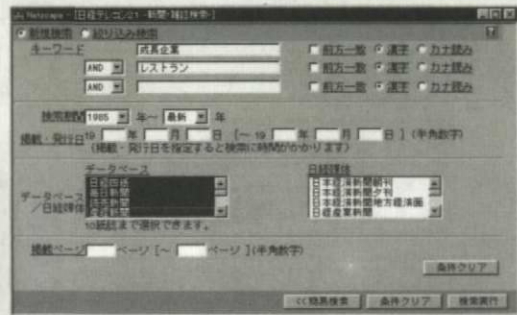 Netscape - [日経テレコン21 - 新聞・雑誌検索-]
新規検索 絞り込み検索
キーワード 成長企業 前方一致 漢字 カナ読み
AND レストラン 前方一致 漢字 カナ読み
AND 前方一致 漢字 カナ読み
検索期間 1985 年～ 最新 年
掲載・発行日 19 年 月 日 [～ 19 年 月 日 ] (半角数字)
(掲載・発行日を指定すると検索に時間がかかります)
データベース 日経媒体
データベース／日経媒体
日経四紙 日本経済新聞朝刊
日本経済新聞夕刊
日本経済新聞地方経済面
産経新聞 日経産業新聞
10紙誌まで選択できます。
掲載ページ ページ [～ ページ ] (半角数字)
条件クリア
<<簡易検索 条件クリア 検索実行